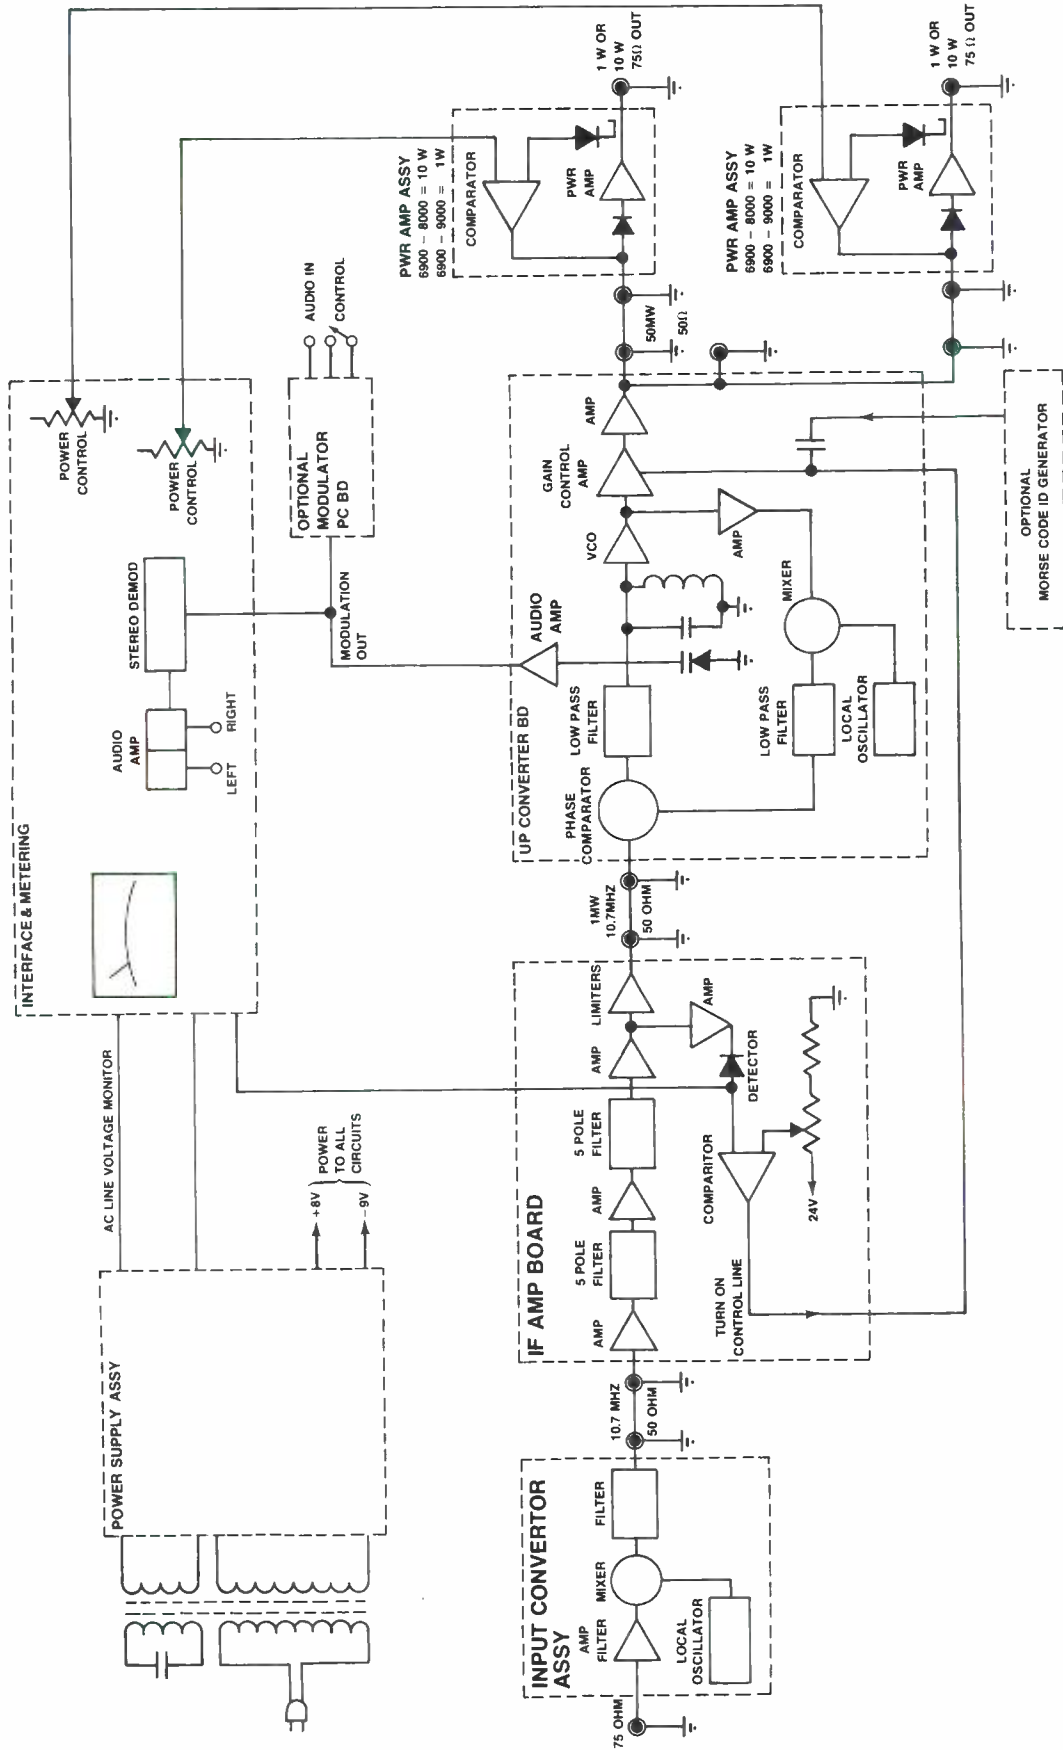 POWER SUPPLY ASSY
AC LINE VOLTAGE MONITOR
+8V
-9V
POWER
TO ALL
CIRCUITS
INTERFACE & METERING
AUDIO
AMP
LEFT
RIGHT
STEREO DEMOD
POWER
CONTROL
POWER
CONTROL
MODULATION
OUT
OPTIONAL
MODULATOR
PC BD
AUDIO IN
CONTROL
INPUT CONVERTOR
ASSY
75 OHM
AMP
FILTER
MIXER
FILTER
LOCAL
OSCILLATOR
10.7 MHZ
50 OHM
IF AMP BOARD
AMP
5 POLE
FILTER
AMP
5 POLE
FILTER
AMP
LIMITERS
AMP
DETECTOR
COMPARITOR
24V
TURN ON
CONTROL LINE
1MW
10.7MHZ
50 OHM
UP CONVERTER BD
PHASE
COMPARATOR
LOW PASS
FILTER
AUDIO
AMP
VCO
GAIN
CONTROL
AMP
AMP
AMP
MIXER
LOW PASS
FILTER
LOCAL
OSCILLATOR
OPTIONAL
MORSE CODE ID GENERATOR
50MW
50Ω
PWR AMP ASSY
6900 - 8000 = 10 W
6900 - 9000 = 1W
COMPARATOR
PWR
AMP
1 W OR
10 W
75Ω OUT
PWR AMP ASSY
6900 - 8000 = 10 W
6900 - 9000 = 1W
COMPARATOR
PWR
AMP
1 W OR
10 W
75 Ω OUT